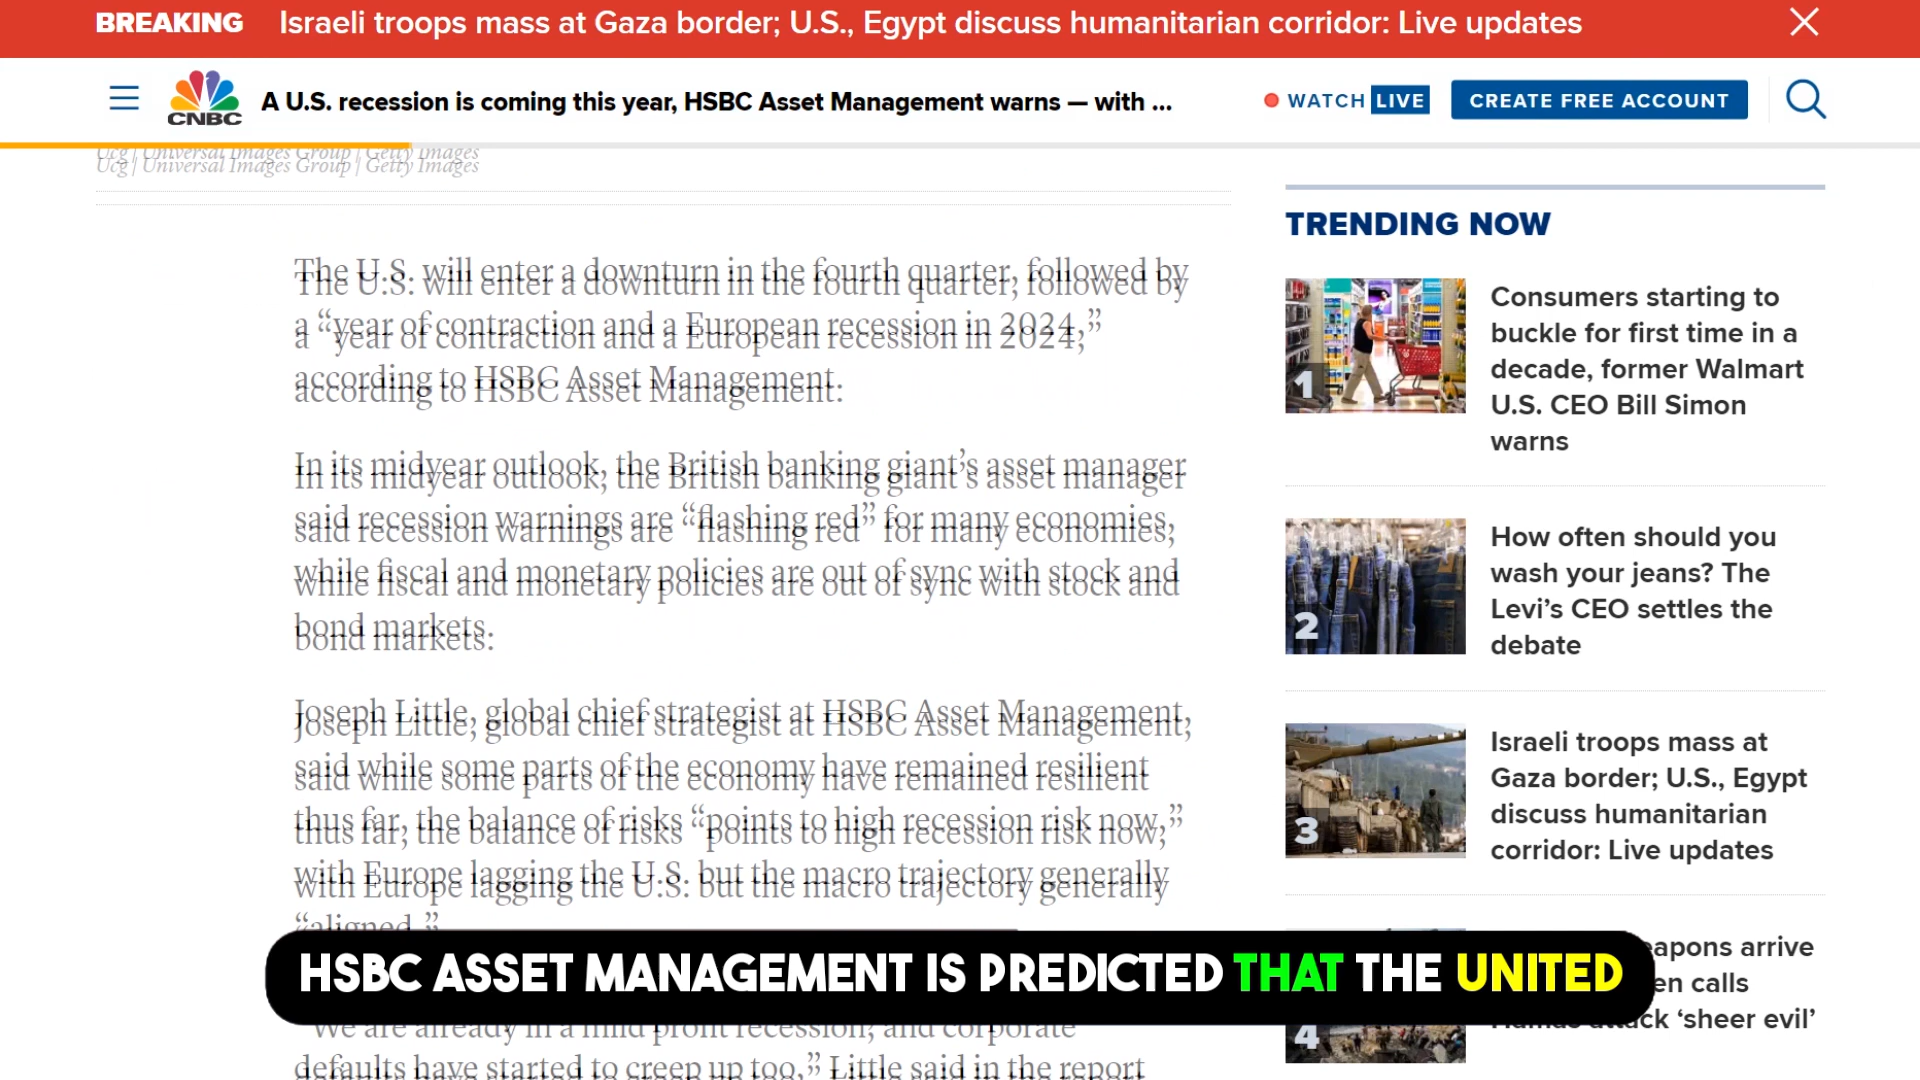 BREAKING Israeli troops mass at Gaza border; U.S., Egypt discuss humanitarian corridor: Live updates
CNBC
A U.S. recession is coming this year, HSBC Asset Management warns — with ...
WATCH LIVE
CREATE FREE ACCOUNT
Ucg | Universal Images Group | Getty Images
The U.S. will enter a downturn in the fourth quarter, followed by
a “year of contraction and a European recession in 2024,”
according to HSBC Asset Management.
In its midyear outlook, the British banking giant’s asset manager
said recession warnings are “flashing red” for many economies,
while fiscal and monetary policies are out of sync with stock and
bond markets.
Joseph Little, global chief strategist at HSBC Asset Management,
said while some parts of the economy have remained resilient
thus far, the balance of risks “points to high recession risk now,”
with Europe lagging the U.S. but the macro trajectory generally
“aligned.”
HSBC ASSET MANAGEMENT IS PREDICTED THAT THE UNITED
“We are already in a mild profit recession, and corporate
defaults have started to creep up too,” Little said in the report
TRENDING NOW
1
Consumers starting to
buckle for first time in a
decade, former Walmart
U.S. CEO Bill Simon
warns
2
How often should you
wash your jeans? The
Levi’s CEO settles the
debate
3
Israeli troops mass at
Gaza border; U.S., Egypt
discuss humanitarian
corridor: Live updates
4
arrive
calls
‘sheer evil’